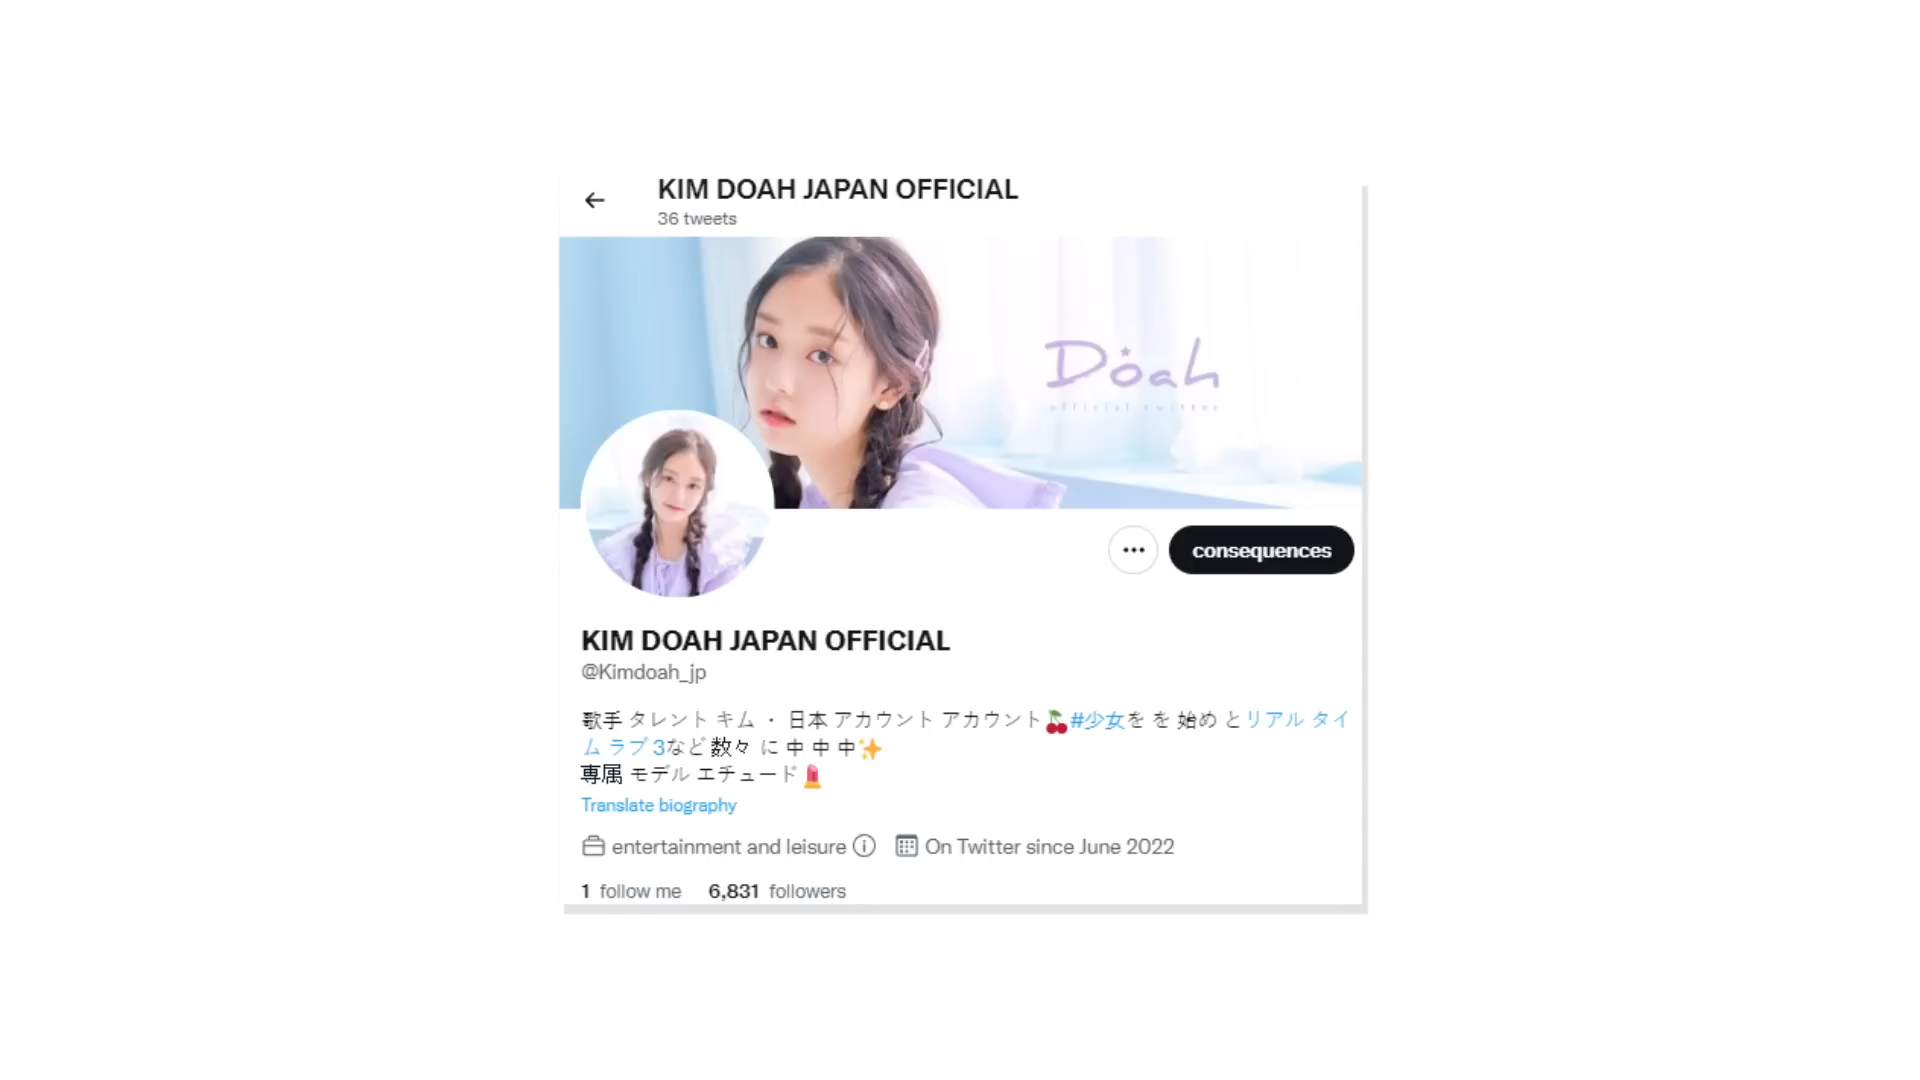 KIM DOAH JAPAN OFFICIAL
36 tweets
Doah
official twitter
consequences
KIM DOAH JAPAN OFFICIAL
@Kimdoah_jp
歌手 タレント キム ・ 日本 アカウント アカウント🍒#少女を を 始め とリアル タイ
ム ラブ 3など 数々 に 中 中 中✨
専属 モデル エチュード💄
Translate biography
entertainment and leisure On Twitter since June 2022
1 follow me 6,831 followers